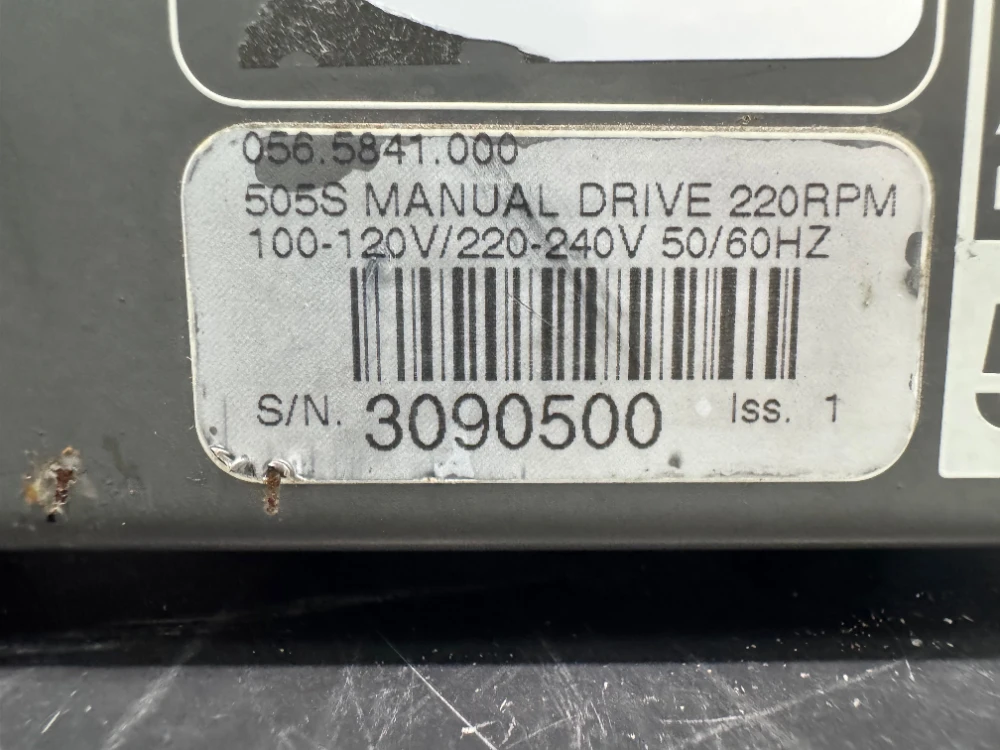 056.5841.000
505S MANUAL DRIVE 220RPM
100-120V/220-240V 50/60HZ
S/N. 3090500 Iss. 1